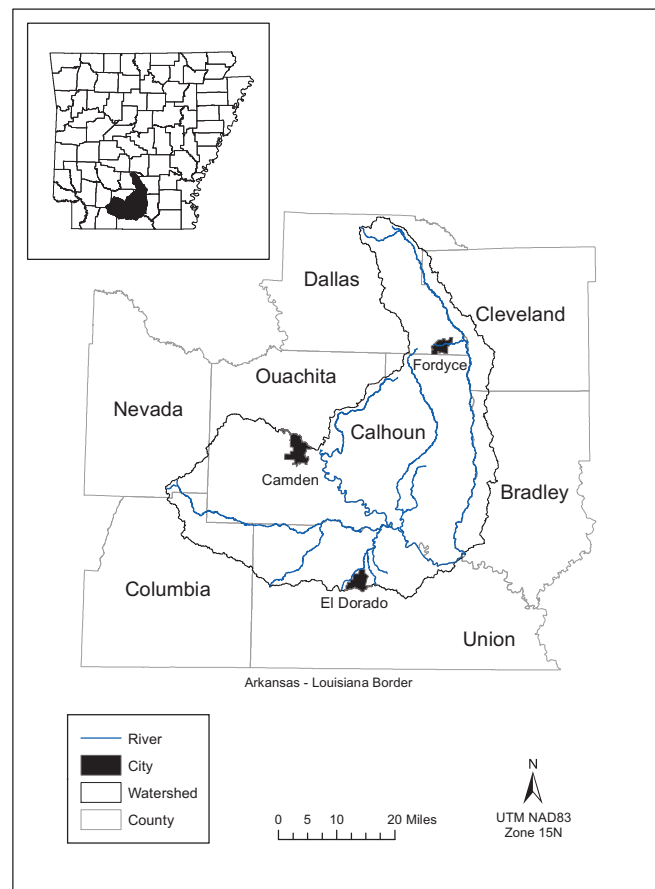 Dallas
Cleveland
Fordyce
Ouachita
Nevada
Calhoun
Camden
Bradley
Columbia
El Dorado
Union
Arkansas - Louisiana Border
River
City
Watershed
County
0 5 10 20 Miles
N
UTM NAD83
Zone 15N